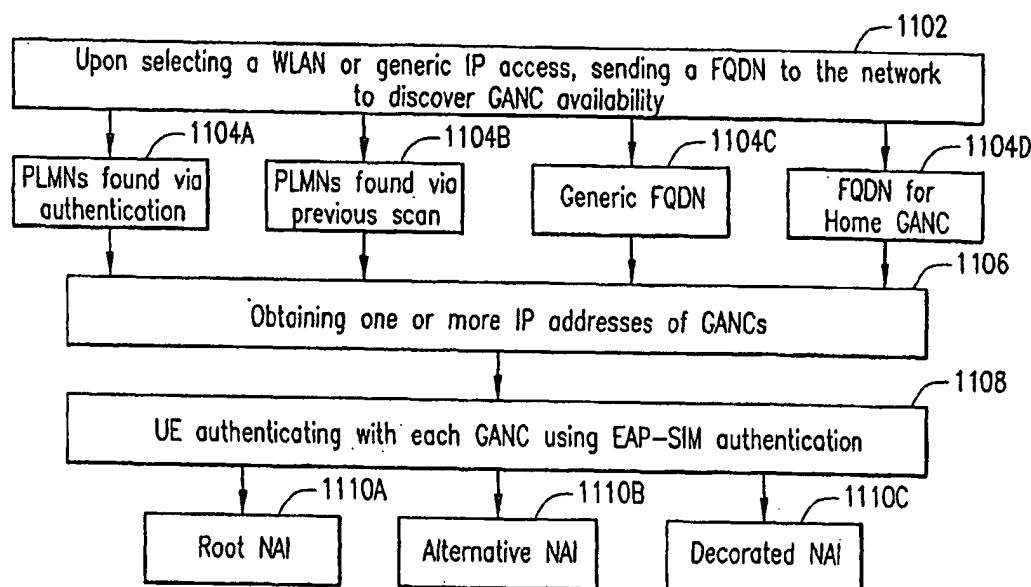 1102
Upon selecting a WLAN or generic IP access, sending a FQDN to the network
to discover GANC availability
1104A
1104B
1104C
1104D
PLMNs found via
authentication
PLMNs found via
previous scan
Generic FQDN
FQDN for
Home GANC
1106
Obtaining one or more IP addresses of GANCs
1108
UE authenticating with each GANC using EAP-SIM authentication
1110A
1110B
1110C
Root NAI
Alternative NAI
Decorated NAI